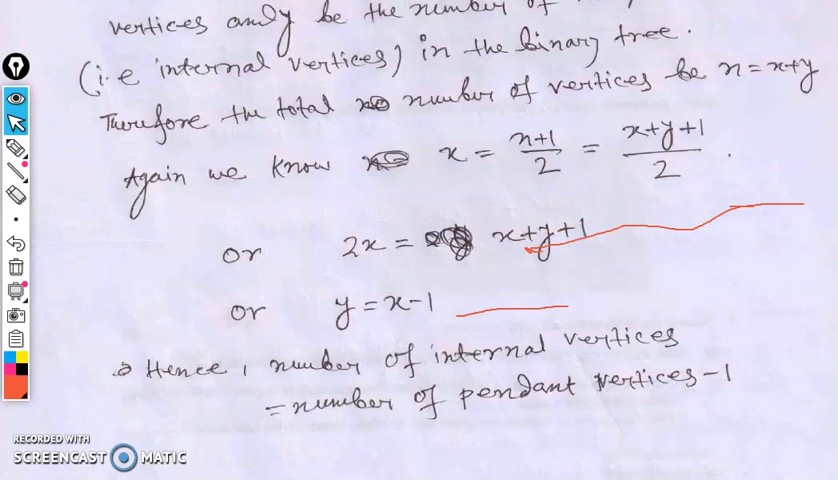 vertices and y be the number of
(i.e internal vertices) in the binary tree.
Therefore the total number of vertices be n=x+y
Again we know x = n+1/2 = x+y+1/2 .
or 2x = x+y+1
or y = x-1
Hence, number of internal vertices
= number of pendant vertices-1
RECORDED WITH
SCREENCAST MATIC